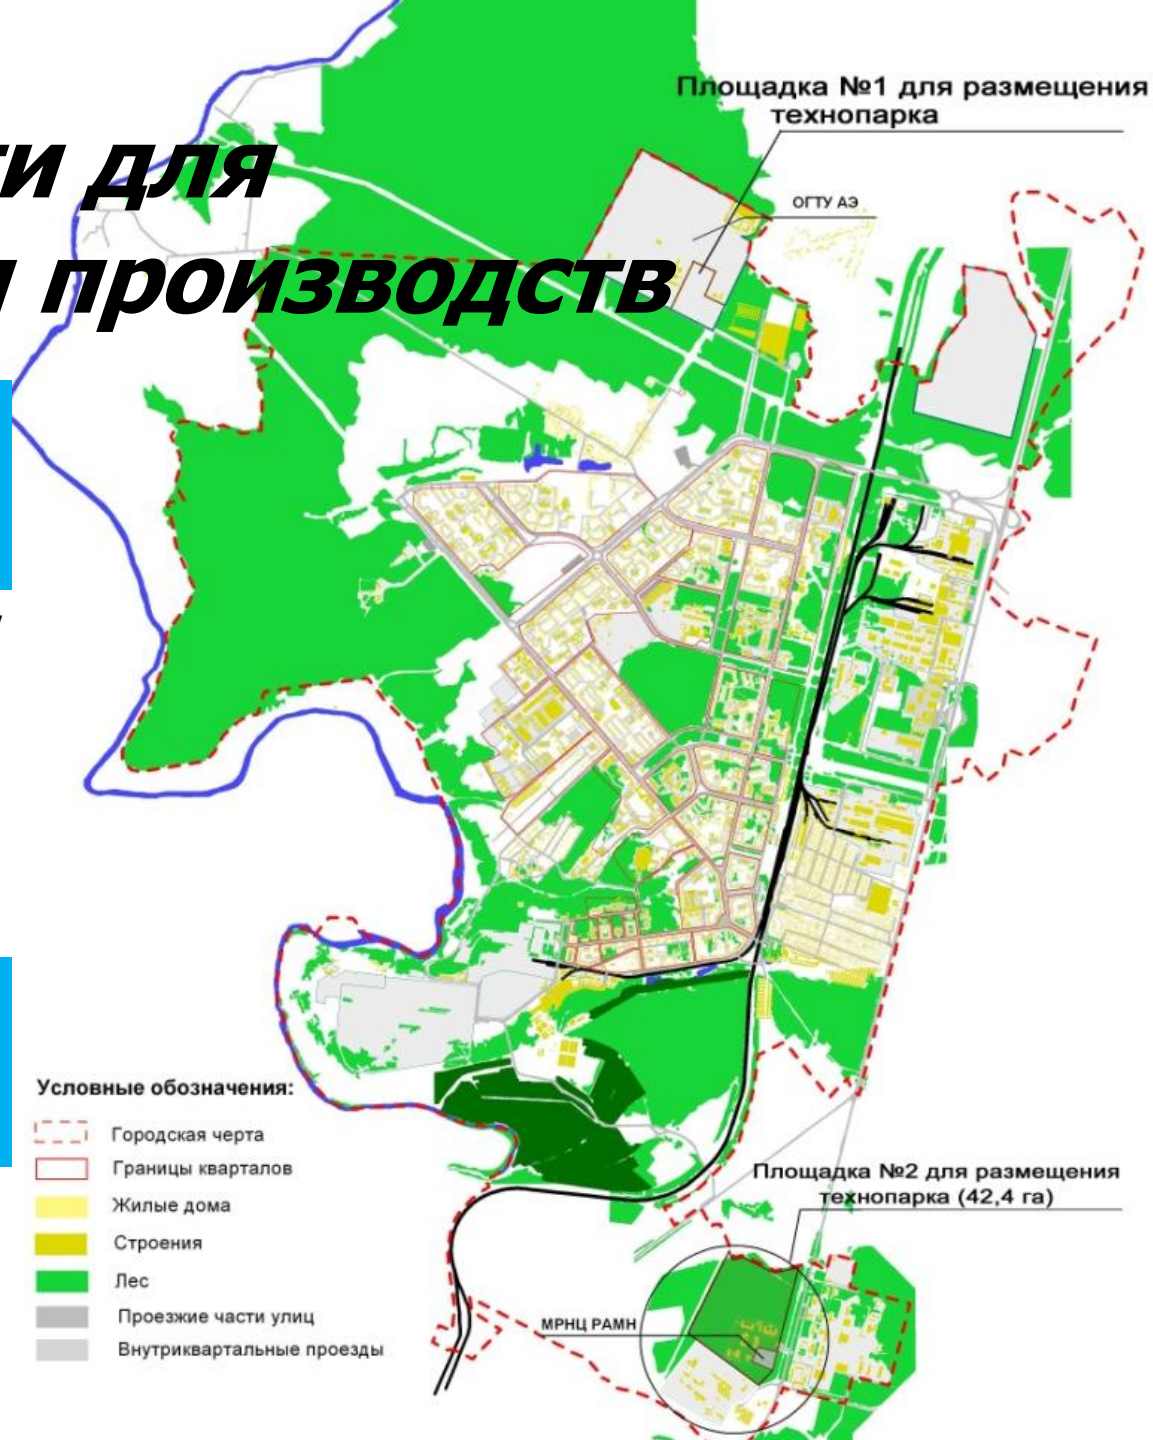 Площадка №1 для размещения
технопарка
ти для
ОГТУ АЭ
производств
Условные обозначения:
Городская черта
Границы кварталов
Жилые дома
Строения
Лес
Проезжие части улиц
Внутриквартальные проезды
Площадка №2 для размещения
технопарка (42,4 га)
МРНЦ РАМН